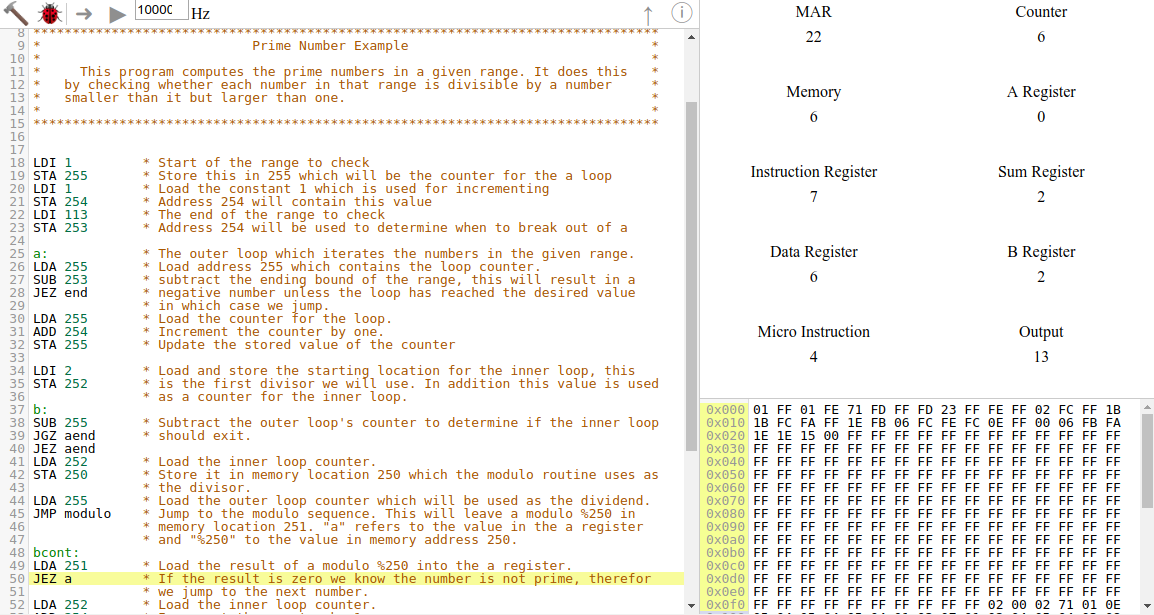 10000 Hz
8 ********************************************************************************
9 * Prime Number Example *
10 * *
11 * This program computes the prime numbers in a given range. It does this *
12 * by checking whether each number in that range is divisible by a number *
13 * smaller than it but larger than one. *
14 * *
15 ********************************************************************************
16
17
18 LDI 1 * Start of the range to check
19 STA 255 * Store this in 255 which will be the counter for the a loop
20 LDI 1 * Load the constant 1 which is used for incrementing
21 STA 254 * Address 254 will contain this value
22 LDI 113 * The end of the range to check
23 STA 253 * Address 254 will be used to determine when to break out of a
24
25 a: * The outer loop which iterates the numbers in the given range.
26 LDA 255 * Load address 255 which contains the loop counter.
27 SUB 253 * subtract the ending bound of the range, this will result in a
28 JEZ end * negative number unless the loop has reached the desired value
29 * in which case we jump.
30 LDA 255 * Load the counter for the loop.
31 ADD 254 * Increment the counter by one.
32 STA 255 * Update the stored value of the counter
33
34 LDI 2 * Load and store the starting location for the inner loop, this
35 STA 252 * is the first divisor we will use. In addition this value is used
36 * as a counter for the inner loop.
37 b:
38 SUB 255 * Subtract the outer loop's counter to determine if the inner loop
39 JGZ aend * should exit.
40 JEZ aend
41 LDA 252 * Load the inner loop counter.
42 STA 250 * Store it in memory location 250 which the modulo routine uses as
43 * the divisor.
44 LDA 255 * Load the outer loop counter which will be used as the dividend.
45 JMP modulo * Jump to the modulo sequence. This will leave a modulo %250 in
46 * memory location 251. "a" refers to the value in the a register
47 * and "%250" to the value in memory address 250.
48 bcont:
49 LDA 251 * Load the result of a modulo %250 into the a register.
50 JEZ a * If the result is zero we know the number is not prime, therefor
51 * we jump to the next number.
52 LDA 252 * Load the inner loop counter.
MAR
22
Counter
6
Memory
6
A Register
0
Instruction Register
7
Sum Register
2
Data Register
6
B Register
2
Micro Instruction
4
Output
13
0x000 01 FF 01 FE 71 FD FF FD 23 FF FE FF 02 FC FF 1B
0x010 1B FC FA FF 1E FB 06 FC FE FC 0E FF 00 06 FB FA
0x020 1E 1E 15 00 FF FF FF FF FF FF FF FF FF FF FF FF
0x030 FF FF FF FF FF FF FF FF FF FF FF FF FF FF FF FF
0x040 FF FF FF FF FF FF FF FF FF FF FF FF FF FF FF FF
0x050 FF FF FF FF FF FF FF FF FF FF FF FF FF FF FF FF
0x060 FF FF FF FF FF FF FF FF FF FF FF FF FF FF FF FF
0x070 FF FF FF FF FF FF FF FF FF FF FF FF FF FF FF FF
0x080 FF FF FF FF FF FF FF FF FF FF FF FF FF FF FF FF
0x090 FF FF FF FF FF FF FF FF FF FF FF FF FF FF FF FF
0x0a0 FF FF FF FF FF FF FF FF FF FF FF FF FF FF FF FF
0x0b0 FF FF FF FF FF FF FF FF FF FF FF FF FF FF FF FF
0x0c0 FF FF FF FF FF FF FF FF FF FF FF FF FF FF FF FF
0x0d0 FF FF FF FF FF FF FF FF FF FF FF FF FF FF FF FF
0x0e0 FF FF FF FF FF FF FF FF FF FF FF FF FF FF FF FF
0x0f0 FF FF FF FF FF FF FF FF FF FF 02 00 02 71 01 0E